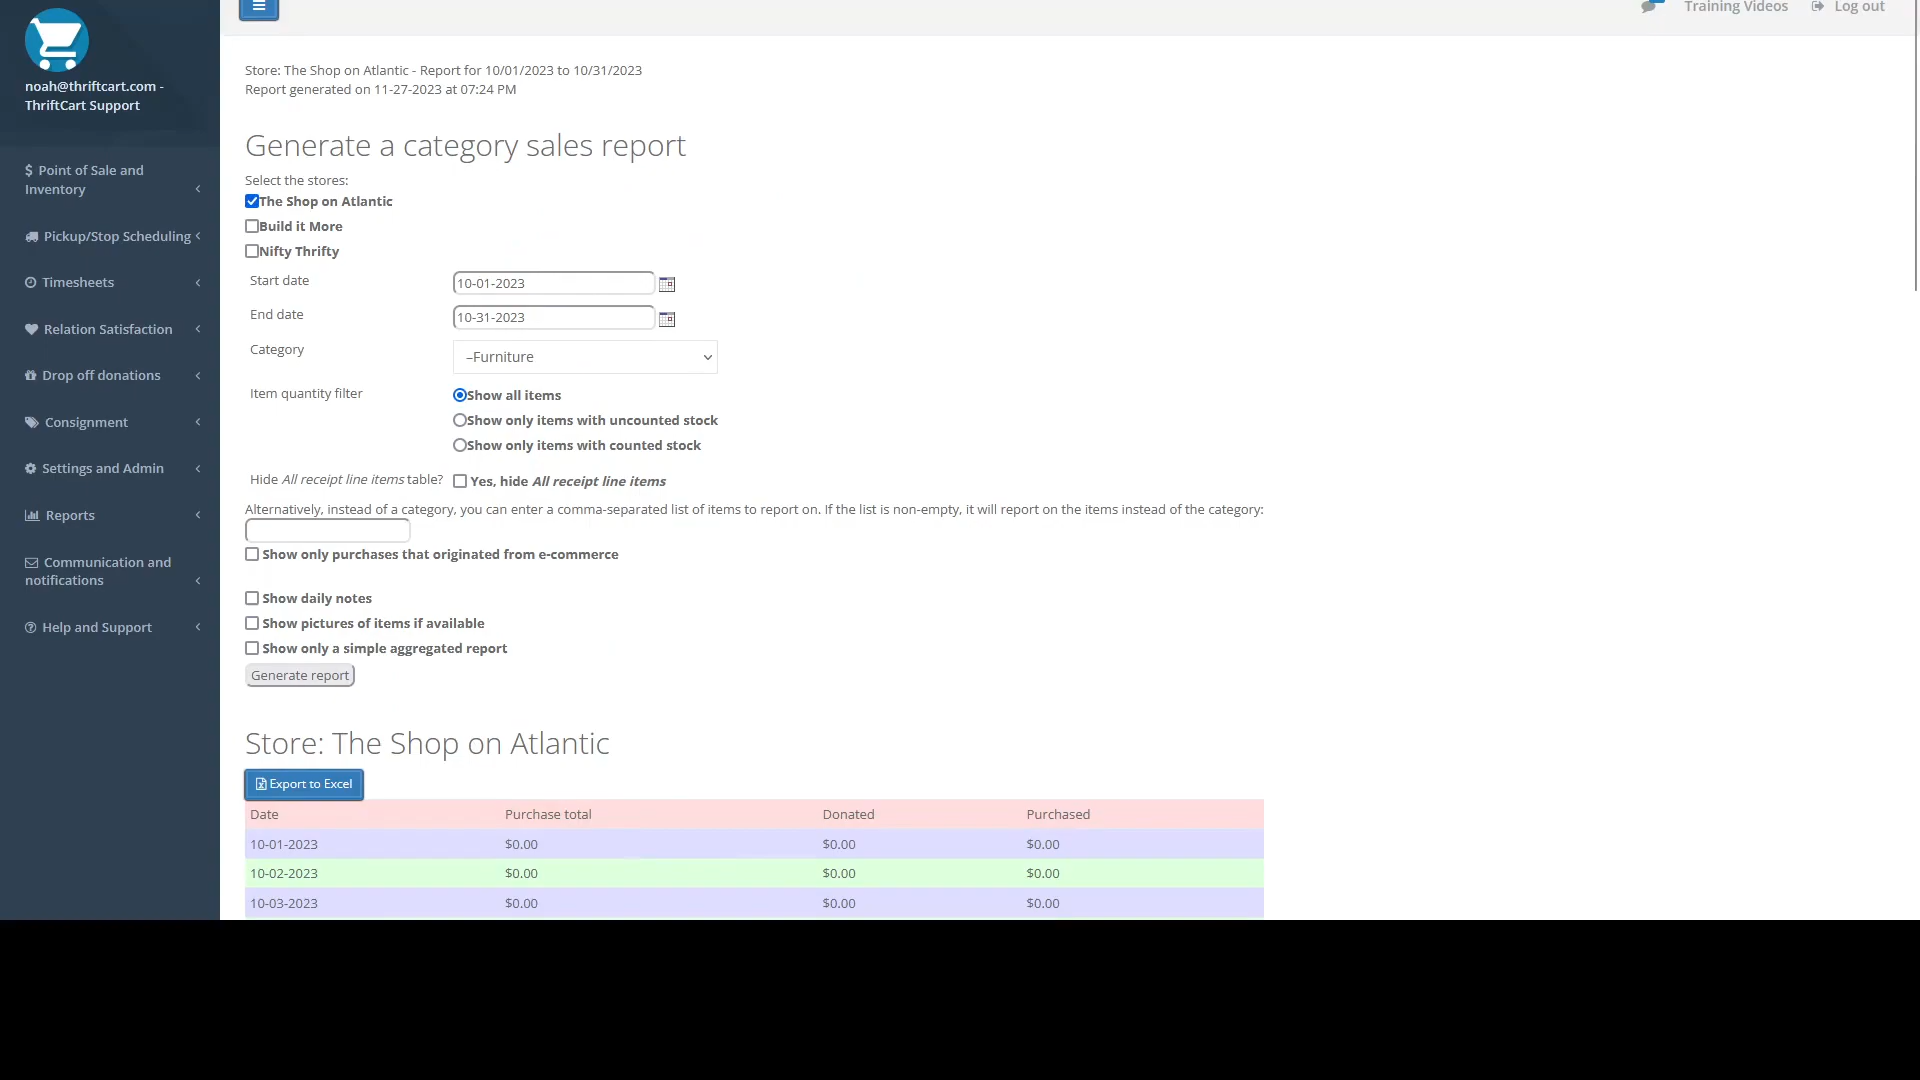 Training Videos
Log out
noah@thriftcart.com -
ThriftCart Support
Point of Sale and
Inventory
Pickup/Stop Scheduling
Timesheets
Relation Satisfaction
Drop off donations
Consignment
Settings and Admin
Reports
Communication and
notifications
Help and Support
Store: The Shop on Atlantic - Report for 10/01/2023 to 10/31/2023
Report generated on 11-27-2023 at 07:24 PM
Generate a category sales report
Select the stores:
The Shop on Atlantic
Build it More
Nifty Thrifty
Start date 10-01-2023
End date 10-31-2023
Category –Furniture
Item quantity filter Show all items
Show only items with uncounted stock
Show only items with counted stock
Hide All receipt line items table? Yes, hide All receipt line items
Alternatively, instead of a category, you can enter a comma-separated list of items to report on. If the list is non-empty, it will report on the items instead of the category:
Show only purchases that originated from e-commerce
Show daily notes
Show pictures of items if available
Show only a simple aggregated report
Generate report
Store: The Shop on Atlantic
Export to Excel
Date Purchase total Donated Purchased
10-01-2023 $0.00 $0.00 $0.00
10-02-2023 $0.00 $0.00 $0.00
10-03-2023 $0.00 $0.00 $0.00